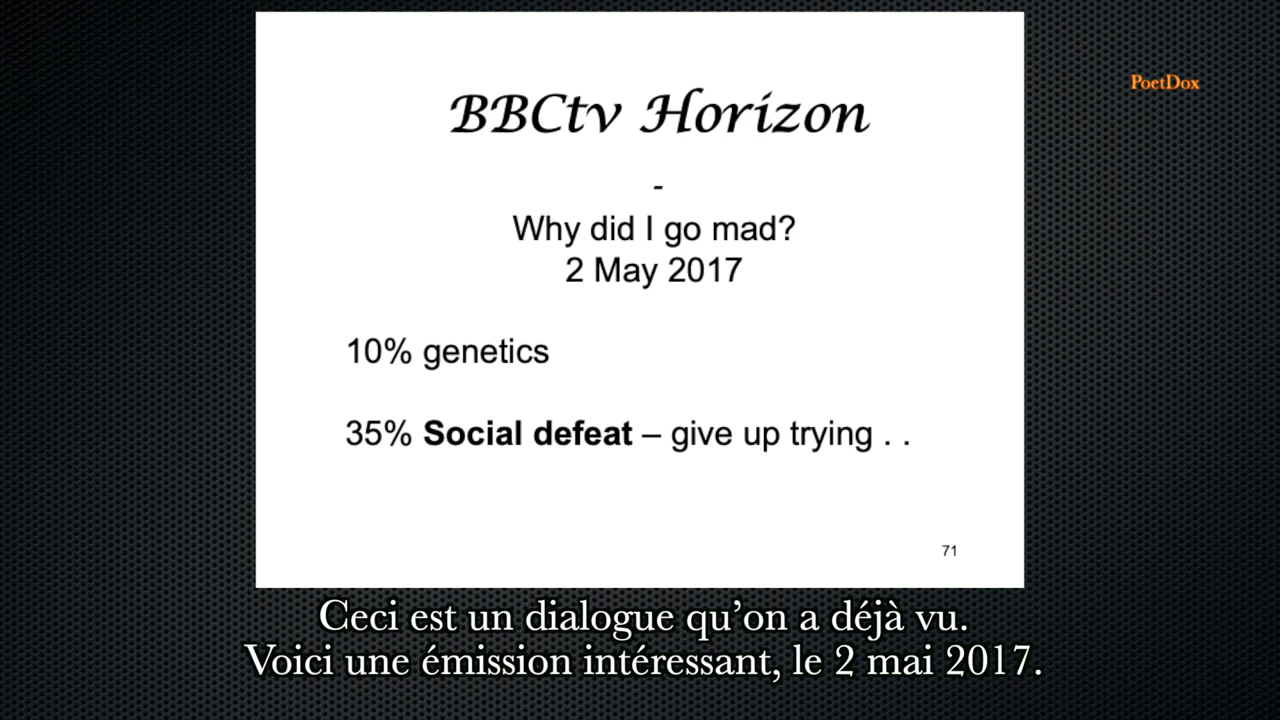 BBCtv Horizon
-
Why did I go mad?
2 May 2017
10% genetics
35% Social defeat – give up trying . .
71
PoetDox
Ceci est un dialogue qu’on a déjà vu.
Voici une émission intéressant, le 2 mai 2017.